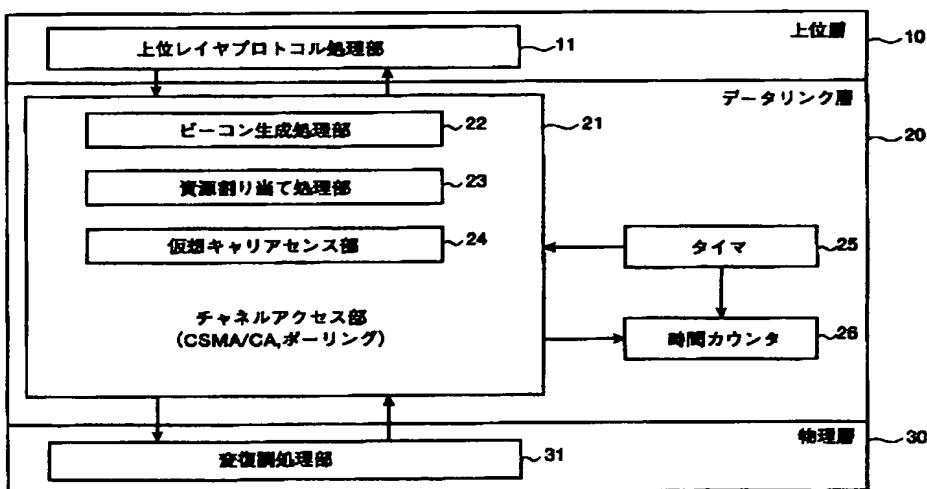 上位層
10
上位レイヤプロトコル処理部
11
データリンク層
20
21
ビーコン生成処理部
22
資源割り当て処理部
23
仮想キャリアセンス部
24
タイマ
25
チャネルアクセス部
(CSMA/CA,ポーリング)
時間カウンタ
26
物理層
30
変復調処理部
31